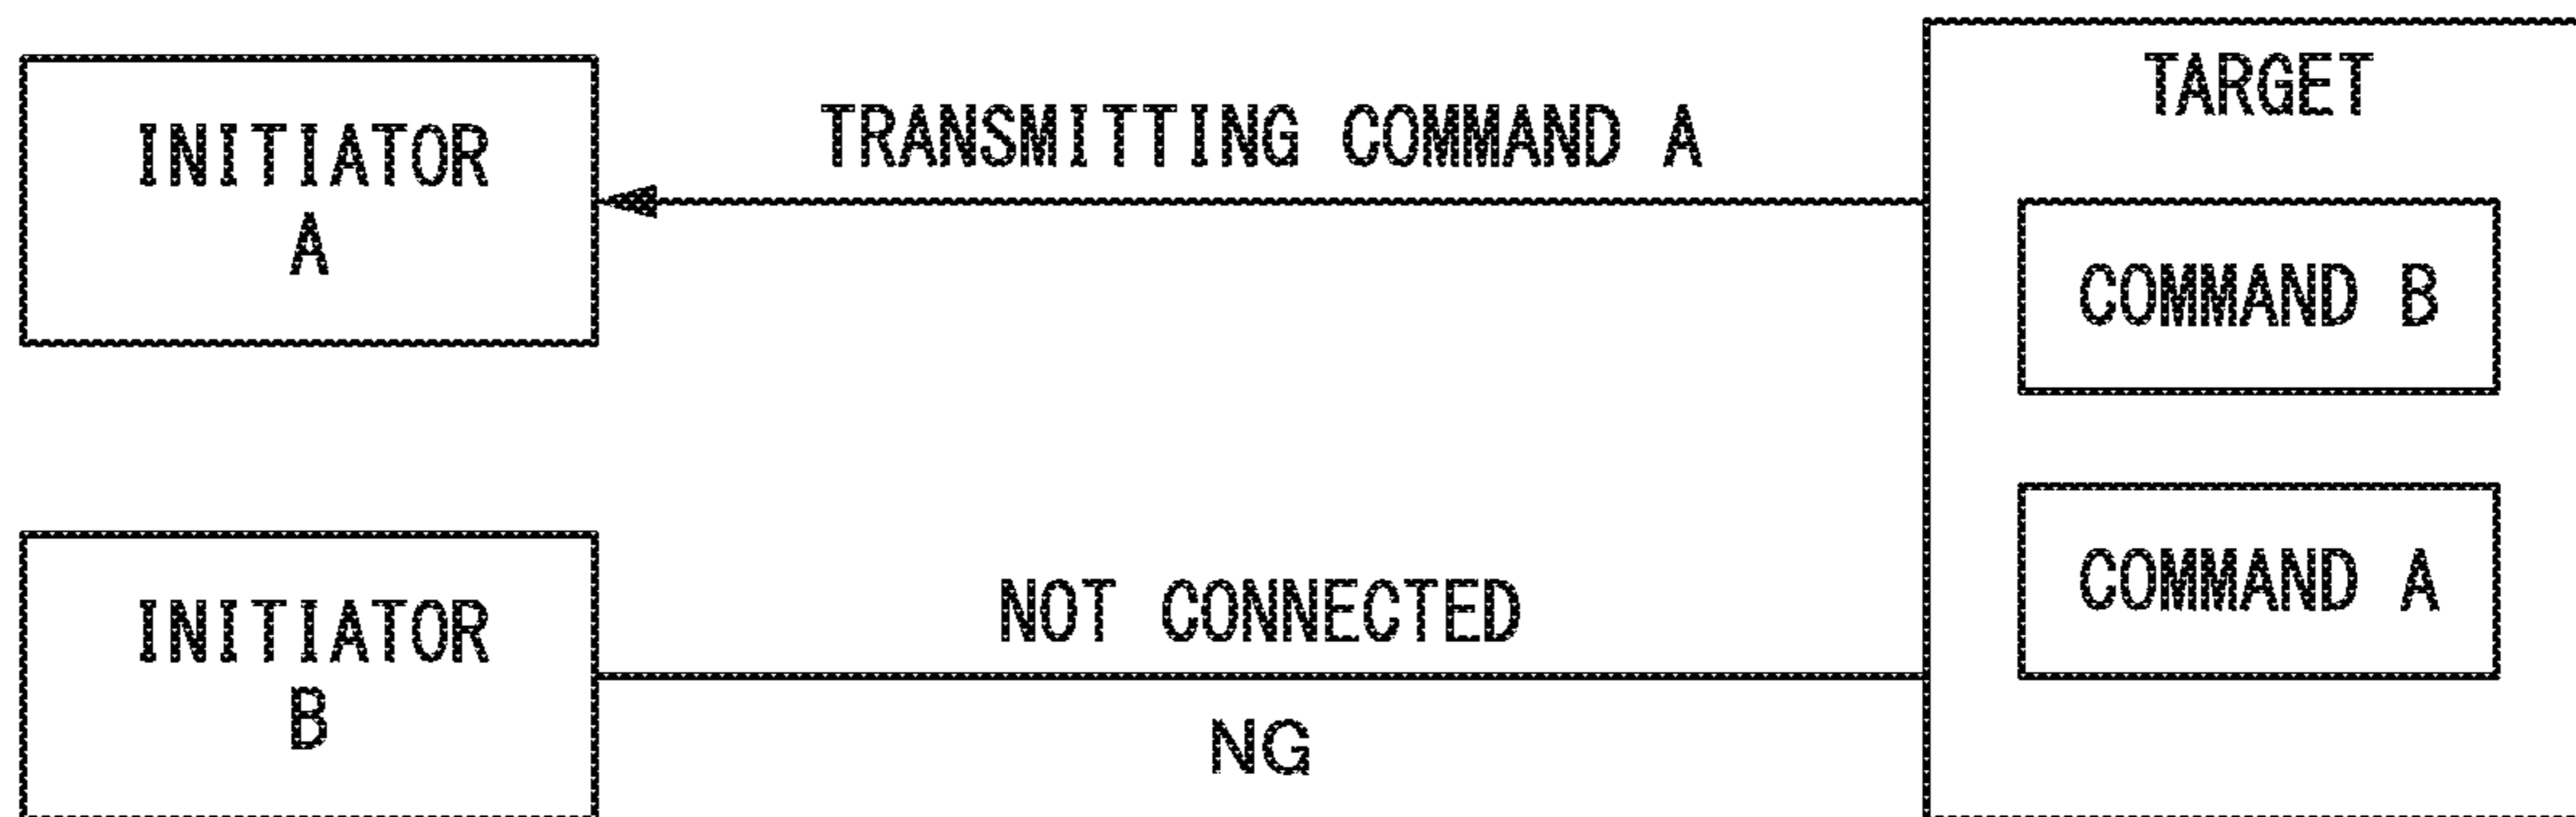 INITIATOR
A
TRANSMITTING COMMAND A
TARGET
COMMAND B
COMMAND A
INITIATOR
B
NOT CONNECTED
NG